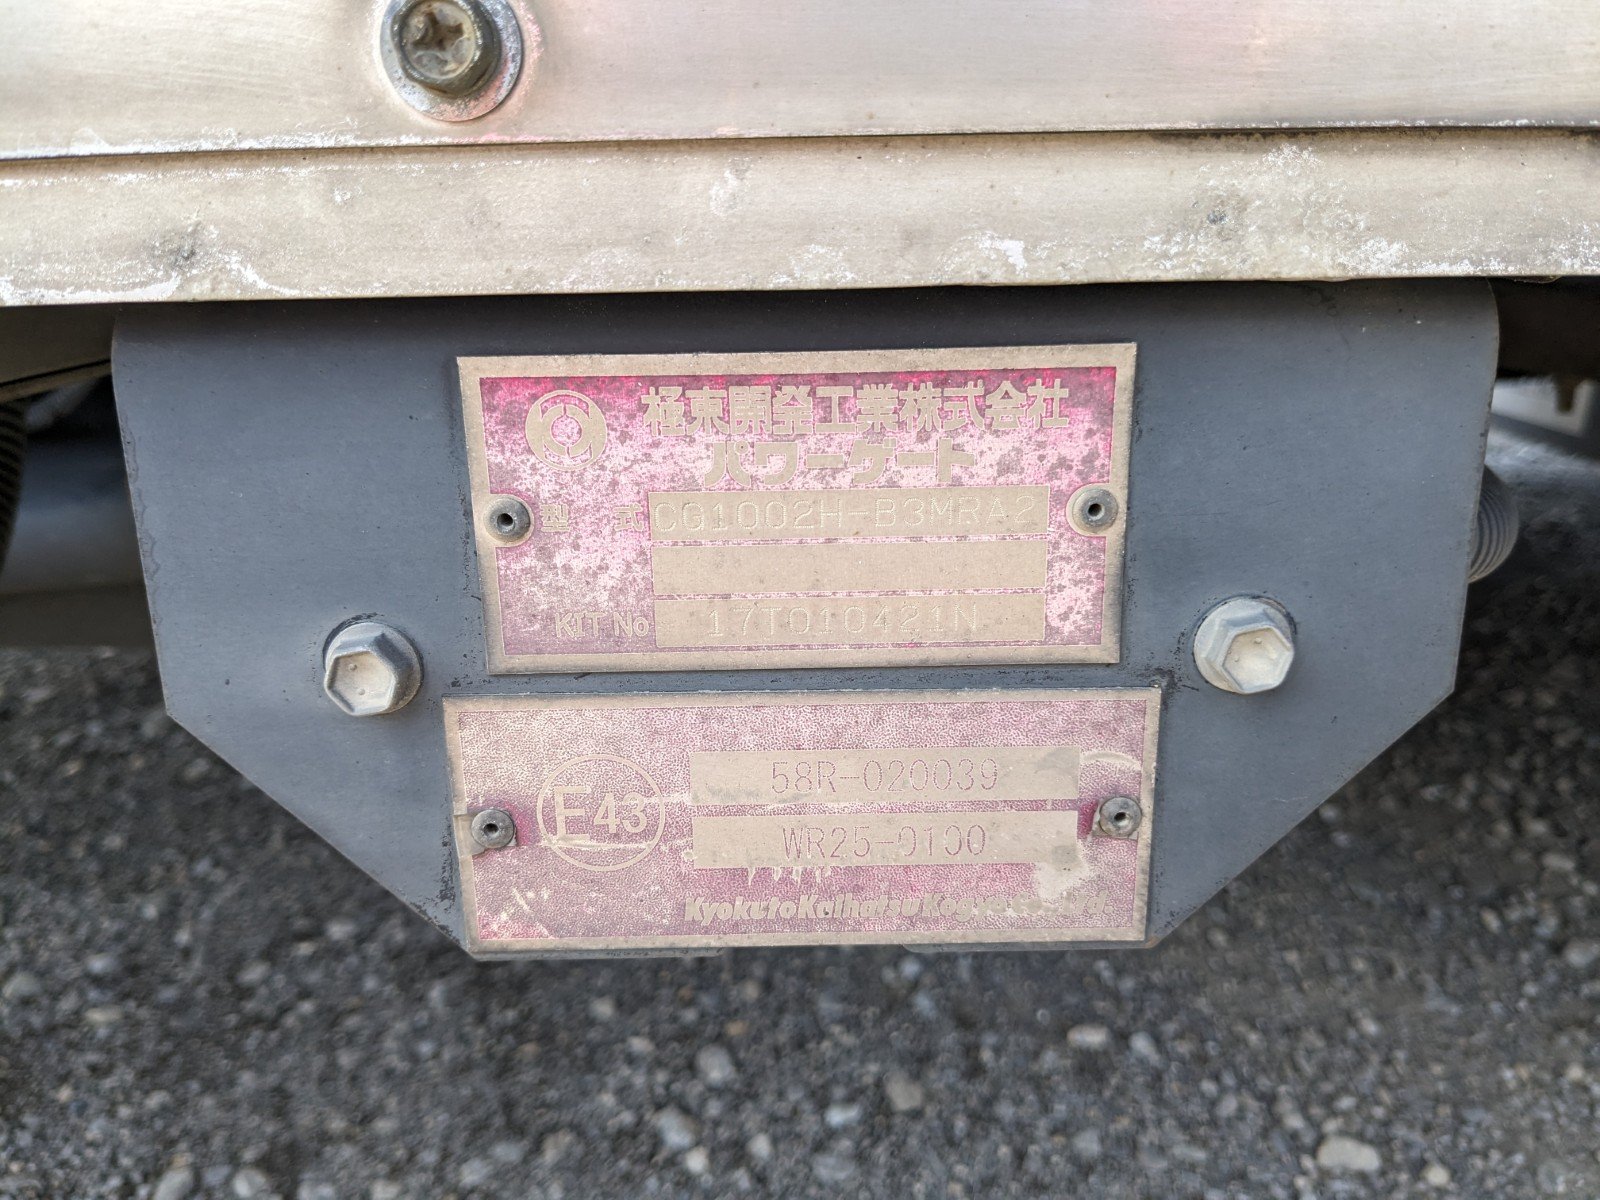 極東開発工業株式会社
パワーゲート
型 式 CG1002H-B3MRA2
KIT No 17T010421N
E43
58R-020039
WR25-0100
KyokutoKaihatsuKogyo Co., Ltd.